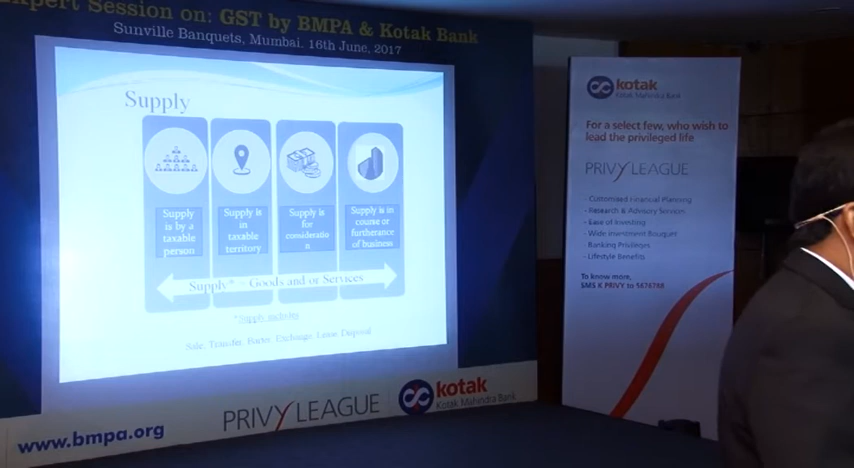 Expert Session on: GST by BMPA & Kotak Bank
Sunville Banquets, Mumbai. 16th June, 2017
Supply
Supply
is by a
taxable
person
Supply is
in
taxable
territory
Supply is
for
consideratio
n
Supply is in
course or
furtherance
of business
Supply* = Goods and/or Services
*Supply includes
Sale, Transfer, Barter, Exchange, Lease, Disposal
www.bmpa.org
PRIVY LEAGUE
kotak
Kotak Mahindra Bank
kotak
Kotak Mahindra Bank
For a select few, who wish to
lead the privileged life
PRIVY LEAGUE
- Customised Financial Planning
- Research & Advisory Services
- Ease of Investing
- Wide Investment Bouquet
Banking Privileges
- Lifestyle Benefits
To know more,
SMS K PRIVY to 5676788